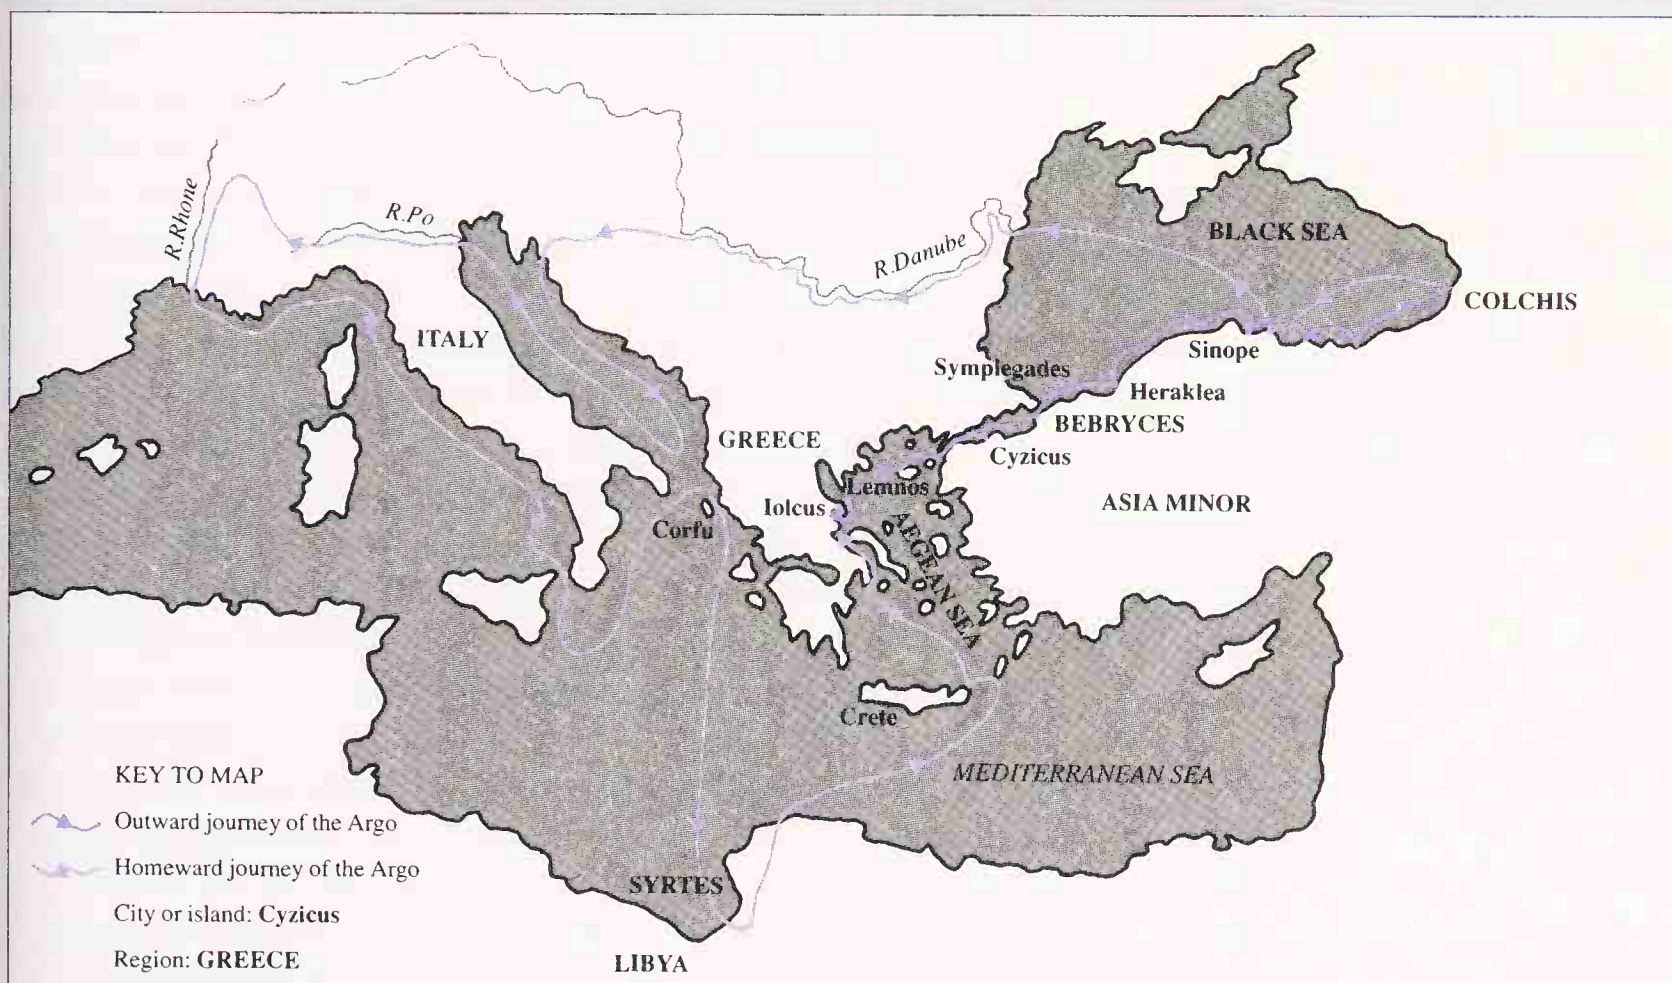 R.Rhone
R.Po
R.Danube
BLACK SEA
COLCHIS
ITALY
Sinope
Symplegades
Heraklea
BEBRYCES
GREECE
Cyzicus
Lemnos
ASIA MINOR
Iolcus
Corfu
AEGEAN SEA
Crete
MEDITERRANEAN SEA
SYRTES
LIBYA
KEY TO MAP
Outward journey of the Argo
Homeward journey of the Argo
City or island: Cyzicus
Region: GREECE